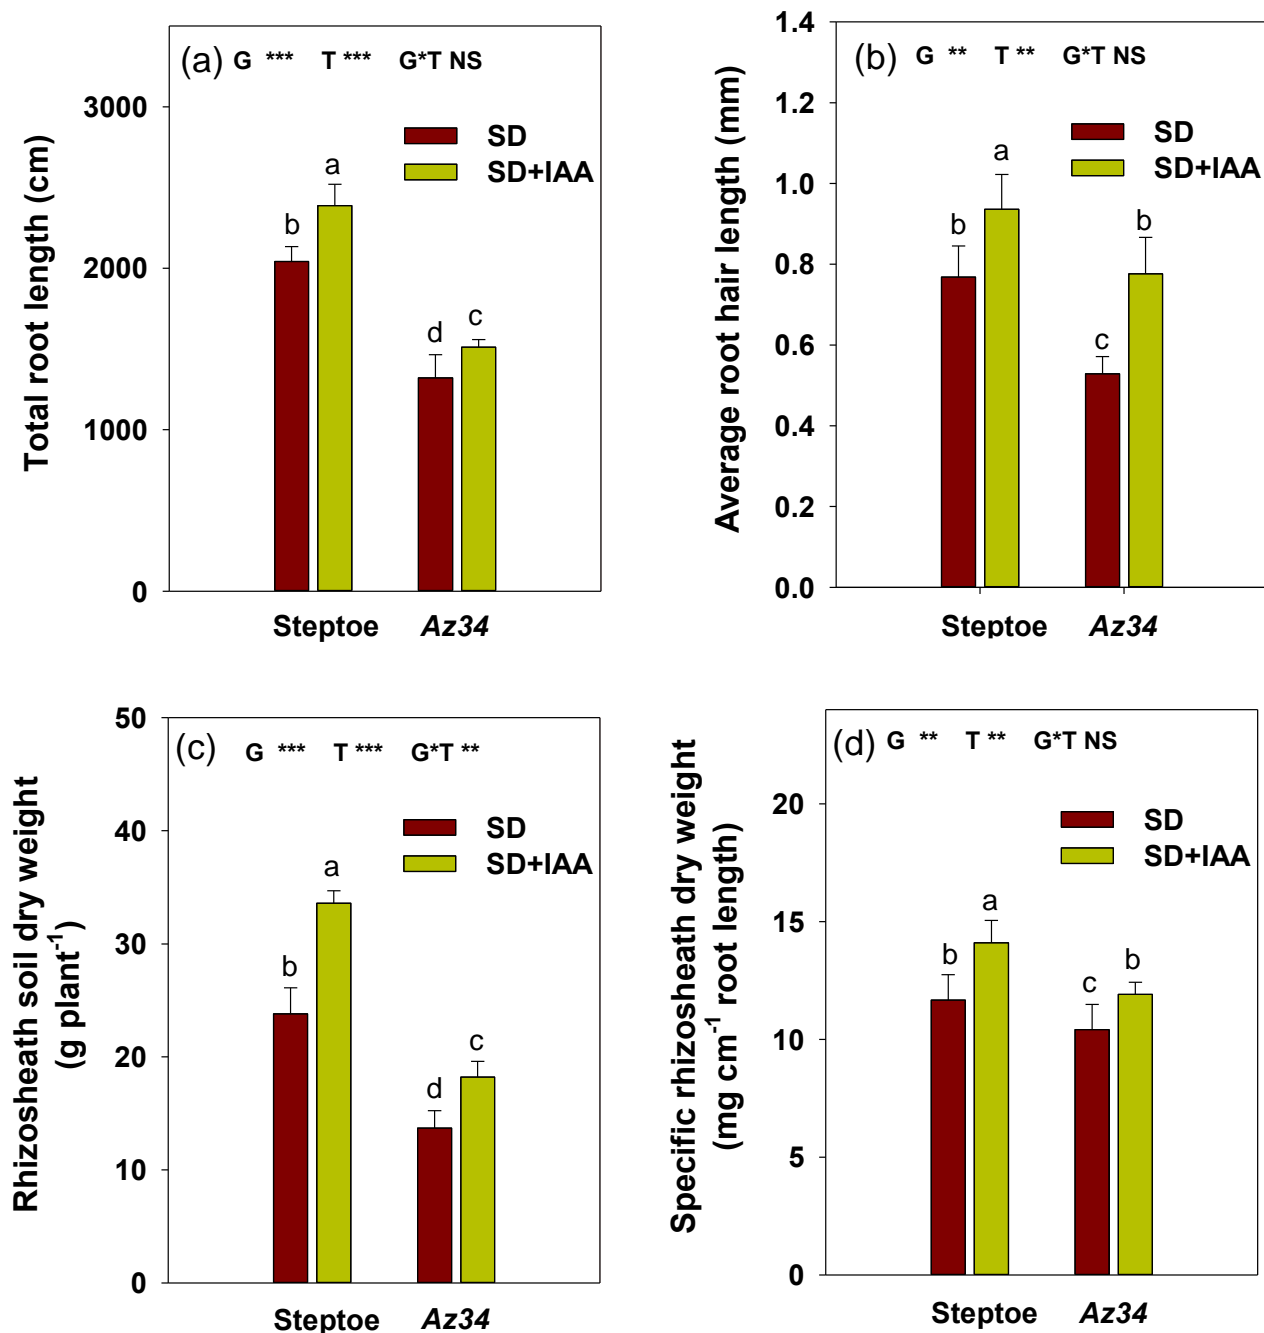 (a) G *** T *** G*T NS
3000
2000
1000
0
Total root length (cm)
SD
SD+IAA
b
a
d
c
Steptoe Az34
(b) G ** T ** G*T NS
1.4
1.2
1.0
0.8
0.6
0.4
0.2
0.0
Average root hair length (mm)
SD
SD+IAA
b
a
c
b
Steptoe Az34
(c) G *** T *** G*T **
50
40
30
20
10
0
Rhizosheath soil dry weight
(g plant⁻¹)
SD
SD+IAA
b
a
d
c
Steptoe Az34
(d) G ** T ** G*T NS
20
15
10
5
0
Specific rhizosheath dry weight
(mg cm⁻¹ root length)
SD
SD+IAA
b
a
c
b
Steptoe Az34